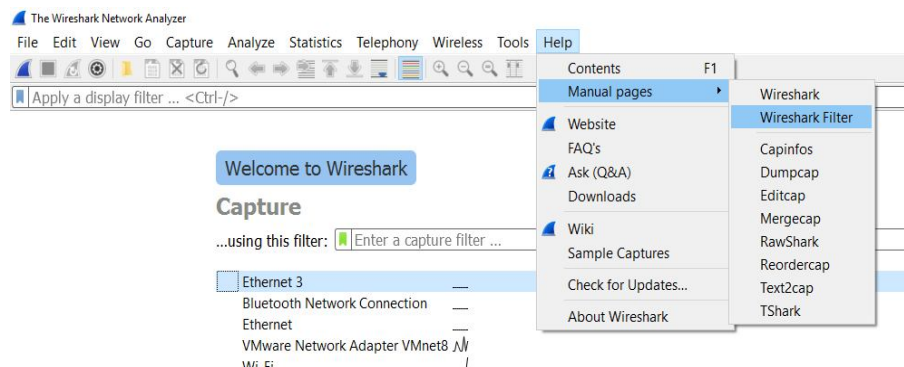 The Wireshark Network Analyzer
File Edit View Go Capture Analyze Statistics Telephony Wireless Tools Help
Apply a display filter ... <Ctrl-/>
Contents F1
Manual pages
Website
FAQ's
Ask (Q&A)
Downloads
Wiki
Sample Captures
Check for Updates...
About Wireshark
Wireshark
Wireshark Filter
Capinfos
Dumpcap
Editcap
Mergecap
RawShark
Reordercap
Text2cap
TShark
Welcome to Wireshark
Capture
...using this filter: Enter a capture filter ...
Ethernet 3
Bluetooth Network Connection
Ethernet
VMware Network Adapter VMnet8
Wi-Fi